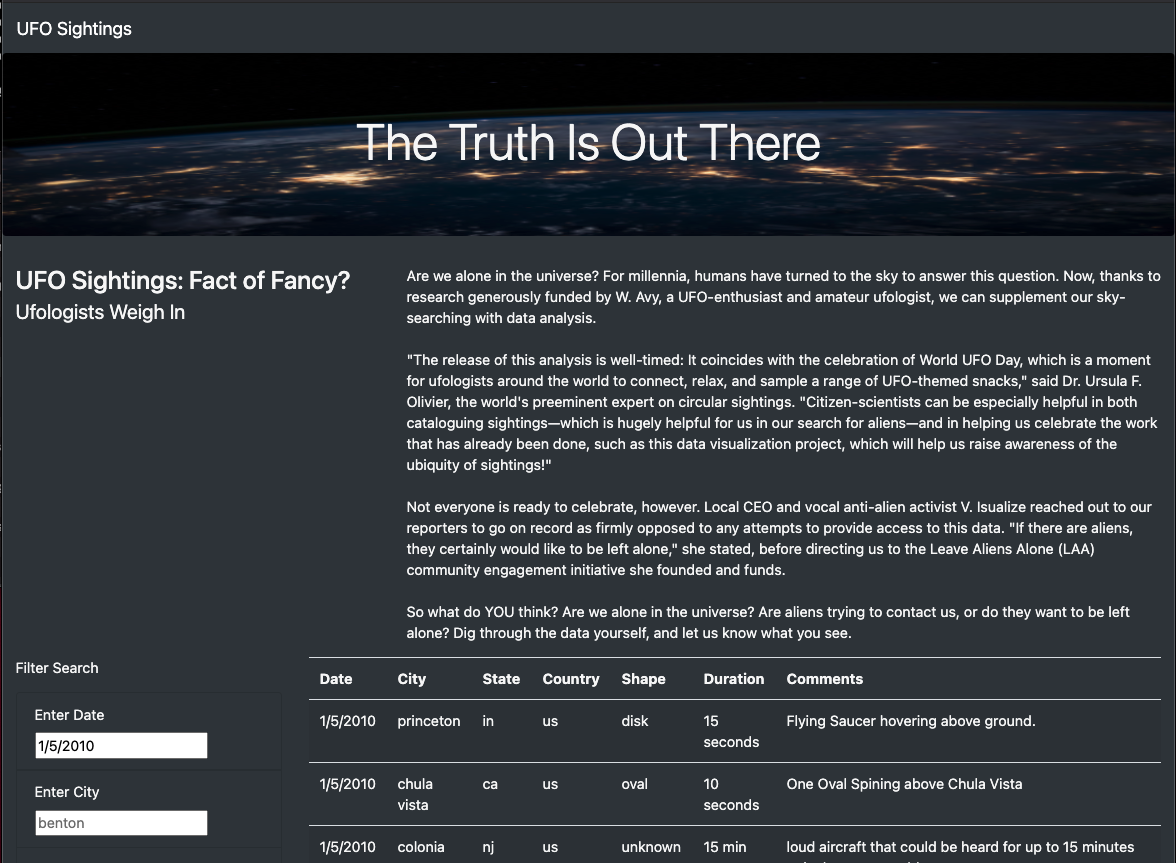 UFO Sightings
The Truth Is Out There
UFO Sightings: Fact of Fancy?
Ufologists Weigh In
Are we alone in the universe? For millennia, humans have turned to the sky to answer this question. Now, thanks to
research generously funded by W. Avy, a UFO-enthusiast and amateur ufologist, we can supplement our sky-
searching with data analysis.
"The release of this analysis is well-timed: It coincides with the celebration of World UFO Day, which is a moment
for ufologists around the world to connect, relax, and sample a range of UFO-themed snacks," said Dr. Ursula F.
Olivier, the world's preeminent expert on circular sightings. "Citizen-scientists can be especially helpful in both
cataloguing sightings—which is hugely helpful for us in our search for aliens—and in helping us celebrate the work
that has already been done, such as this data visualization project, which will help us raise awareness of the
ubiquity of sightings!"
Not everyone is ready to celebrate, however. Local CEO and vocal anti-alien activist V. Isualize reached out to our
reporters to go on record as firmly opposed to any attempts to provide access to this data. "If there are aliens,
they certainly would like to be left alone," she stated, before directing us to the Leave Aliens Alone (LAA)
community engagement initiative she founded and funds.
So what do YOU think? Are we alone in the universe? Are aliens trying to contact us, or do they want to be left
alone? Dig through the data yourself, and let us know what you see.
Filter Search
Enter Date
1/5/2010
Enter City
benton
Date City State Country Shape Duration Comments
1/5/2010 princeton in us disk 15 Flying Saucer hovering above ground.
seconds
1/5/2010 chula ca us oval 10 One Oval Spining above Chula Vista
vista seconds
1/5/2010 colonia nj us unknown 15 min loud aircraft that could be heard for up to 15 minutes